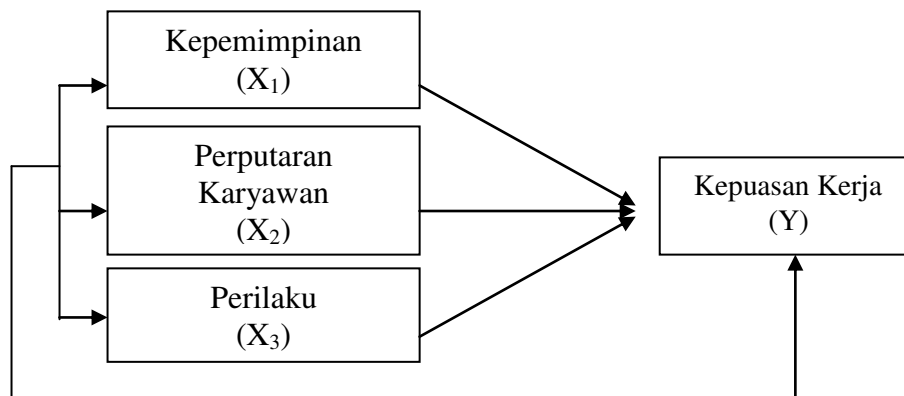 Kepemimpinan
(X₁)
Perputaran
Karyawan
(X₂)
Perilaku
(X₃)
Kepuasan Kerja
(Y)